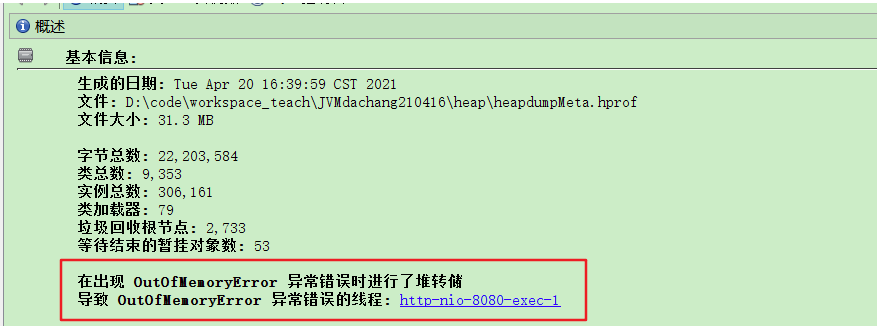 概述
基本信息:
生成的日期: Tue Apr 20 16:39:59 CST 2021
文件: D:\code\workspace_teach\JVMdachang210416\heap\heapdumpMeta.hprof
文件大小: 31.3 MB
字节总数: 22,203,584
类总数: 9,353
实例总数: 306,161
类加载器: 79
垃圾回收根节点: 2,733
等待结束的暂挂对象数: 53
在出现 OutOfMemoryError 异常错误时进行了堆转储
导致 OutOfMemoryError 异常错误的线程: http-nio-8080-exec-1